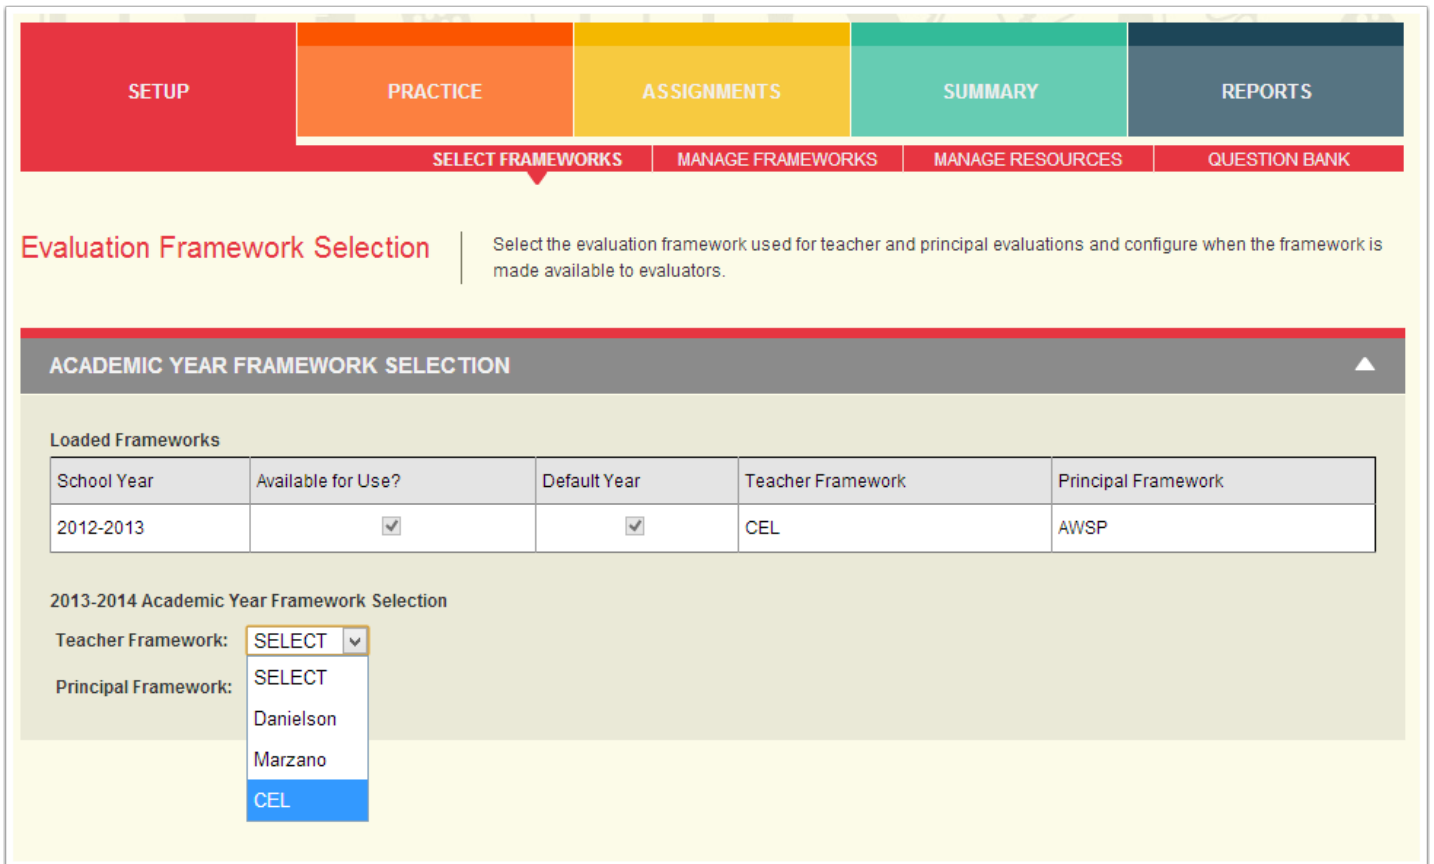 SETUP
PRACTICE
ASSIGNMENTS
SUMMARY
REPORTS
SELECT FRAMEWORKS
MANAGE FRAMEWORKS
MANAGE RESOURCES
QUESTION BANK
Evaluation Framework Selection
Select the evaluation framework used for teacher and principal evaluations and configure when the framework is
made available to evaluators.
ACADEMIC YEAR FRAMEWORK SELECTION
Loaded Frameworks
School Year Available for Use? Default Year Teacher Framework Principal Framework
2012-2013 CEL AWSP
2013-2014 Academic Year Framework Selection
Teacher Framework: SELECT
SELECT
Principal Framework:
Danielson
Marzano
CEL